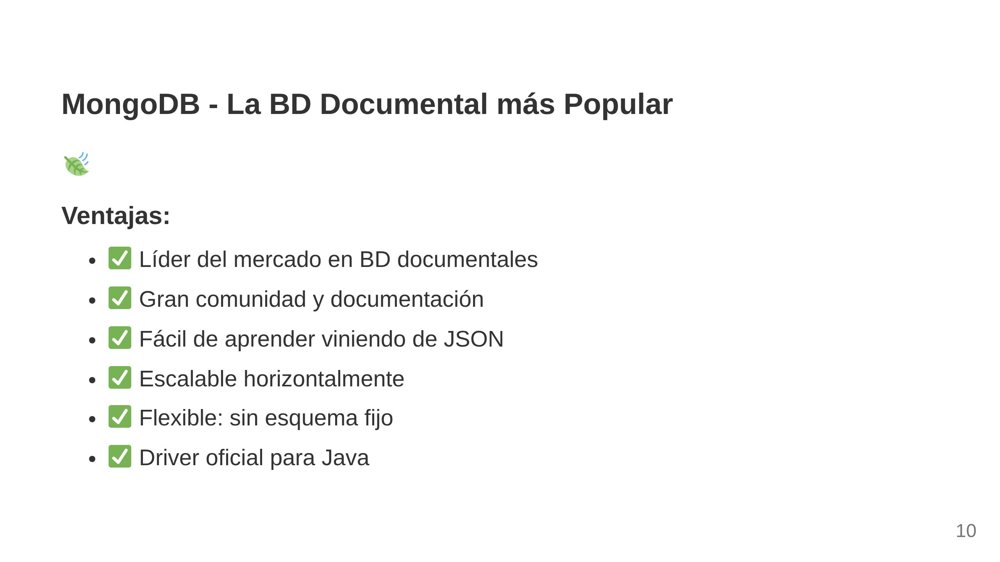 MongoDB - La BD Documental más Popular
🍃
Ventajas:
• ✅ Líder del mercado en BD documentales
• ✅ Gran comunidad y documentación
• ✅ Fácil de aprender viniendo de JSON
• ✅ Escalable horizontalmente
• ✅ Flexible: sin esquema fijo
• ✅ Driver oficial para Java
10